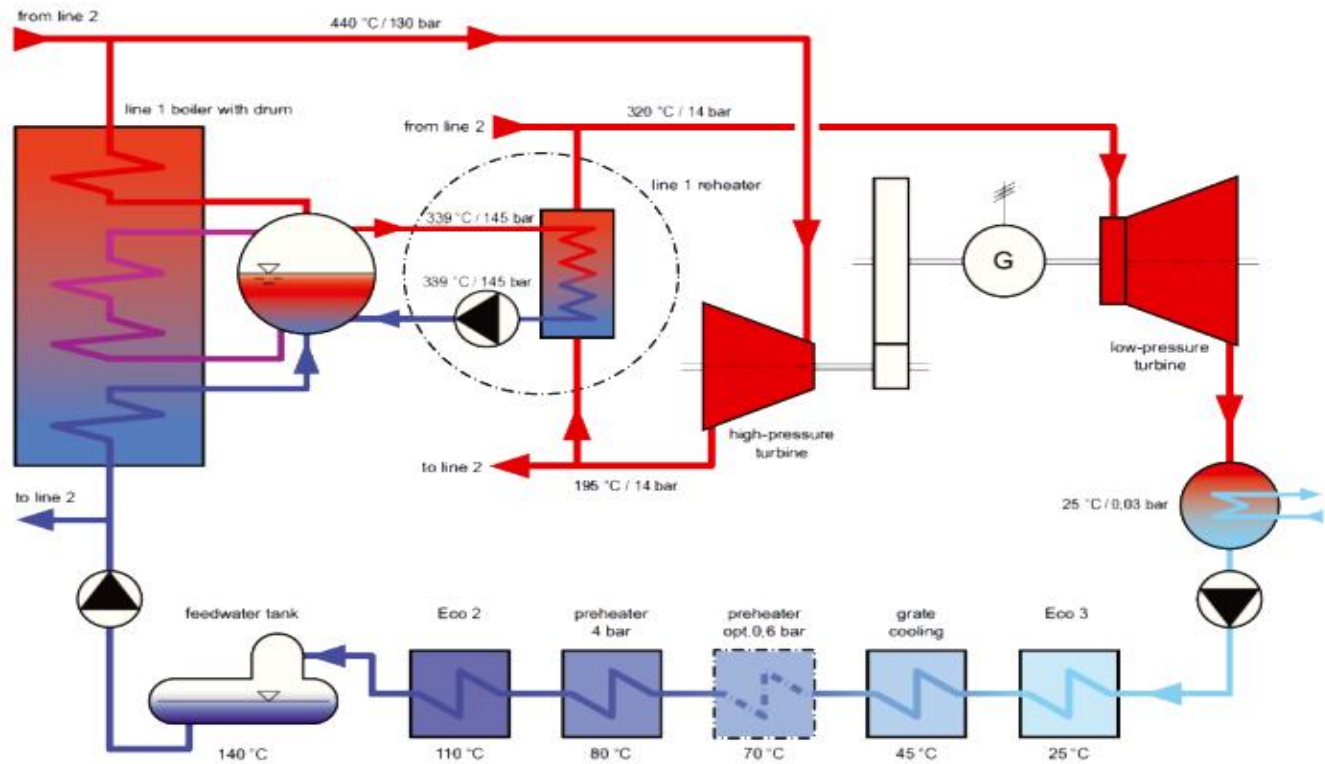 from line 2
440 °C / 130 bar
line 1 boiler with drum
from line 2
320 °C / 14 bar
line 1 reheater
339 °C / 145 bar
339 °C / 145 bar
G
low-pressure
turbine
high-pressure
turbine
to line 2
195 °C / 14 bar
to line 2
25 °C / 0,03 bar
feedwater tank
Eco 2
preheater
4 bar
preheater
opt.0,6 bar
grate
cooling
Eco 3
140 °C
110 °C
80 °C
70 °C
45 °C
25 °C